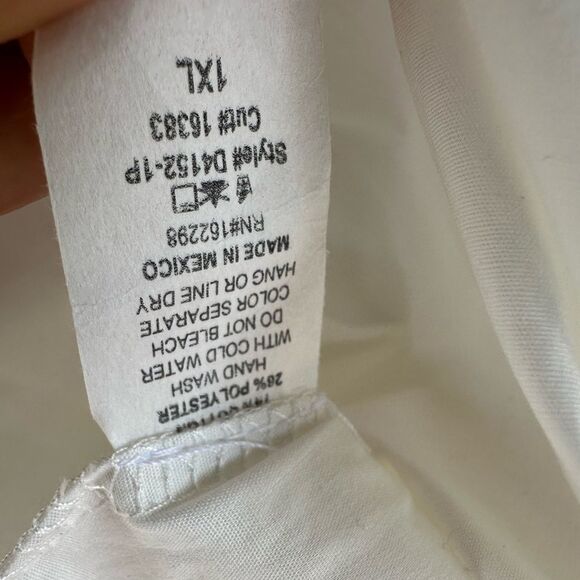 COTTON
26% POLYESTER
HAND WASH
WITH COLD WATER
DO NOT BLEACH
COLOR SEPARATE
HANG OR LINE DRY
MADE IN MEXICO
RN#162298
Style# D4152-1P
Cut# 16383
1XL